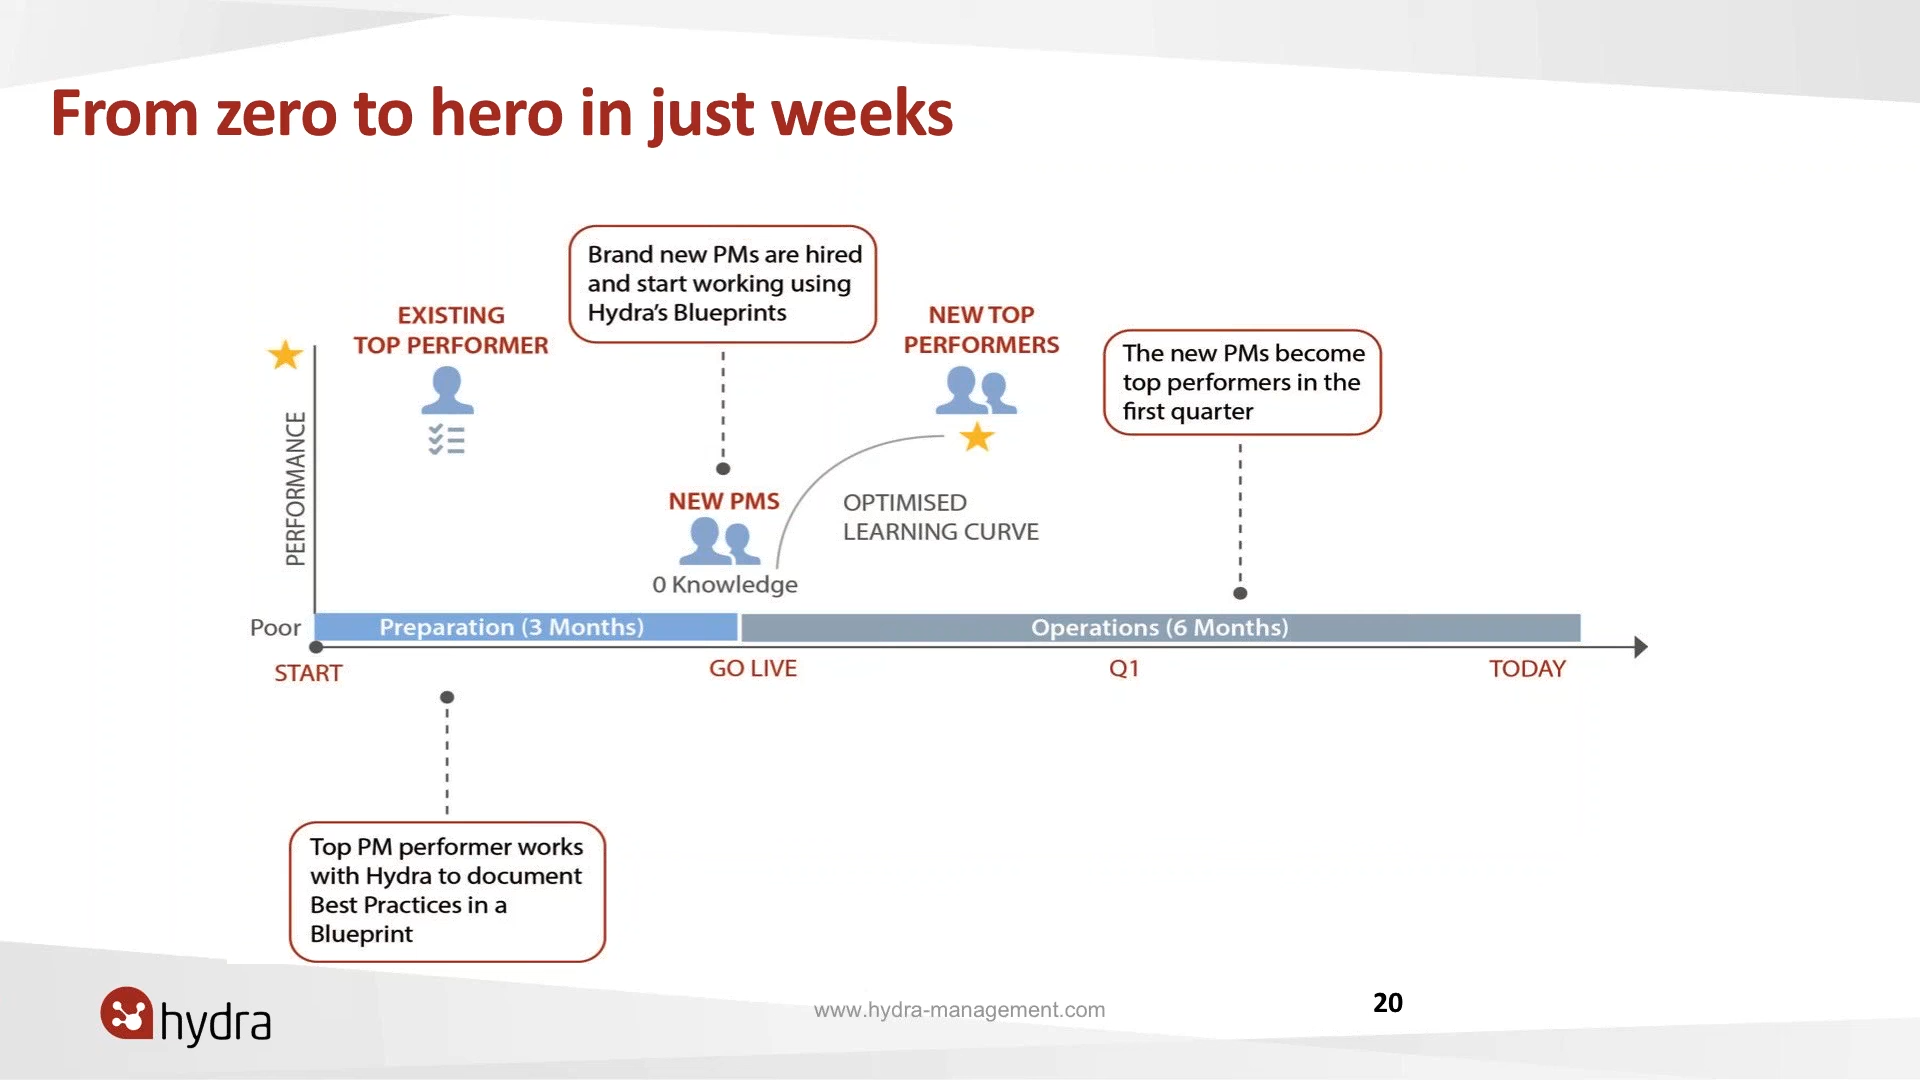 From zero to hero in just weeks
Brand new PMs are hired
and start working using
Hydra's Blueprints
EXISTING
TOP PERFORMER
NEW TOP
PERFORMERS
The new PMs become
top performers in the
first quarter
PERFORMANCE
NEW PMS
0 Knowledge
OPTIMISED
LEARNING CURVE
Poor
Preparation (3 Months)
Operations (6 Months)
START
GO LIVE
Q1
TODAY
Top PM performer works
with Hydra to document
Best Practices in a
Blueprint
hydra
www.hydra-management.com
20